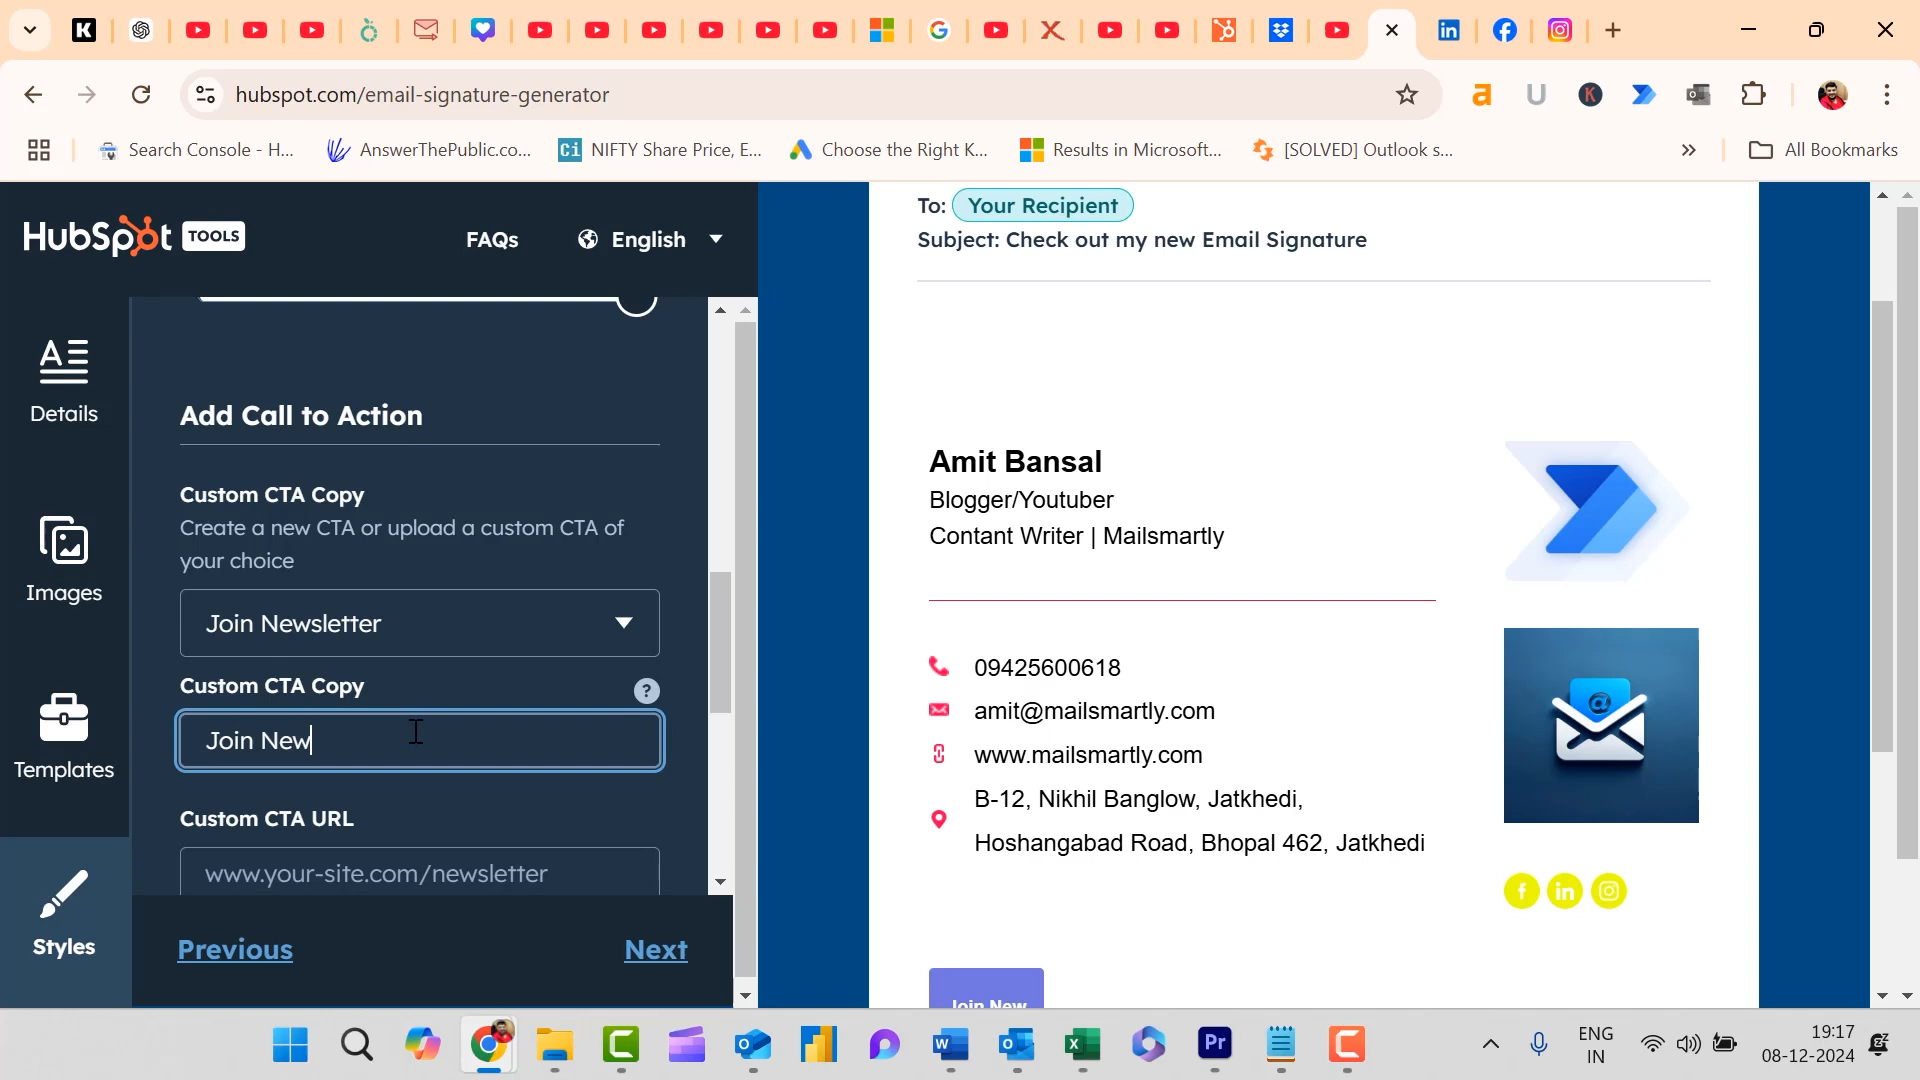 hubspot.com/email-signature-generator
Search Console - H...
AnswerThePublic.co...
Ci
NIFTY Share Price, E...
Choose the Right K...
Results in Microsoft...
[SOLVED] Outlook s...
All Bookmarks
HubSpot TOOLS
FAQs
English
Details
Images
Templates
Styles
Add Call to Action
Custom CTA Copy
Create a new CTA or upload a custom CTA of
your choice
Join Newsletter
Custom CTA Copy
?
Join New
Custom CTA URL
www.your-site.com/newsletter
Previous
Next
To: Your Recipient
Subject: Check out my new Email Signature
Amit Bansal
Blogger/Youtuber
Contant Writer | Mailsmartly
09425600618
amit@mailsmartly.com
www.mailsmartly.com
B-12, Nikhil Banglow, Jatkhedi,
Hoshangabad Road, Bhopal 462, Jatkhedi
Join New
ENG
IN
19:17
08-12-2024